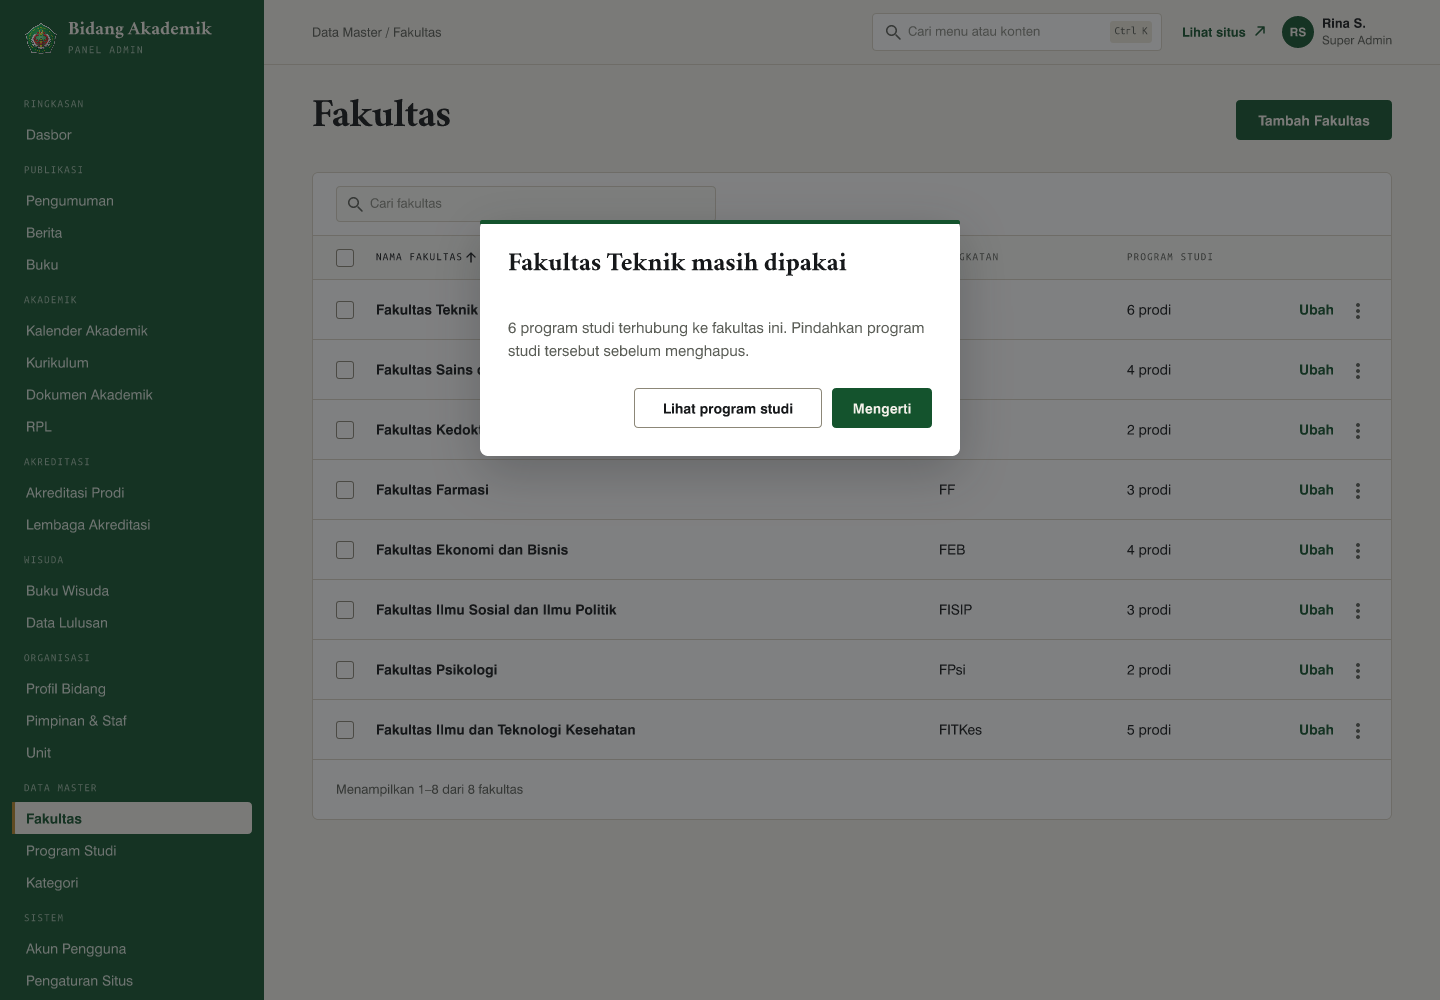 Bidang Akademik
PANEL ADMIN
RINGKASAN
Dasbor
PUBLIKASI
Pengumuman
Berita
Buku
AKADEMIK
Kalender Akademik
Kurikulum
Dokumen Akademik
RPL
AKREDITASI
Akreditasi Prodi
Lembaga Akreditasi
WISUDA
Buku Wisuda
Data Lulusan
ORGANISASI
Profil Bidang
Pimpinan & Staf
Unit
DATA MASTER
Fakultas
Program Studi
Kategori
SISTEM
Akun Pengguna
Pengaturan Situs
Data Master / Fakultas
Cari menu atau konten
Ctrl K
Lihat situs
RS
Rina S.
Super Admin
Fakultas
Tambah Fakultas
Cari fakultas
NAMA FAKULTAS
PROGRAM STUDI
Fakultas Teknik
6 prodi
Ubah
Fakultas Sains
4 prodi
Ubah
Fakultas
2 prodi
Ubah
Fakultas Farmasi
FF
3 prodi
Ubah
Fakultas Ekonomi dan Bisnis
FEB
4 prodi
Ubah
Fakultas Ilmu Sosial dan Ilmu Politik
FISIP
3 prodi
Ubah
Fakultas Psikologi
FPsi
2 prodi
Ubah
Fakultas Ilmu dan Teknologi Kesehatan
FITKes
5 prodi
Ubah
Menampilkan 1–8 dari 8 fakultas
Fakultas Teknik masih dipakai
6 program studi terhubung ke fakultas ini. Pindahkan program
studi tersebut sebelum menghapus.
Lihat program studi
Mengerti